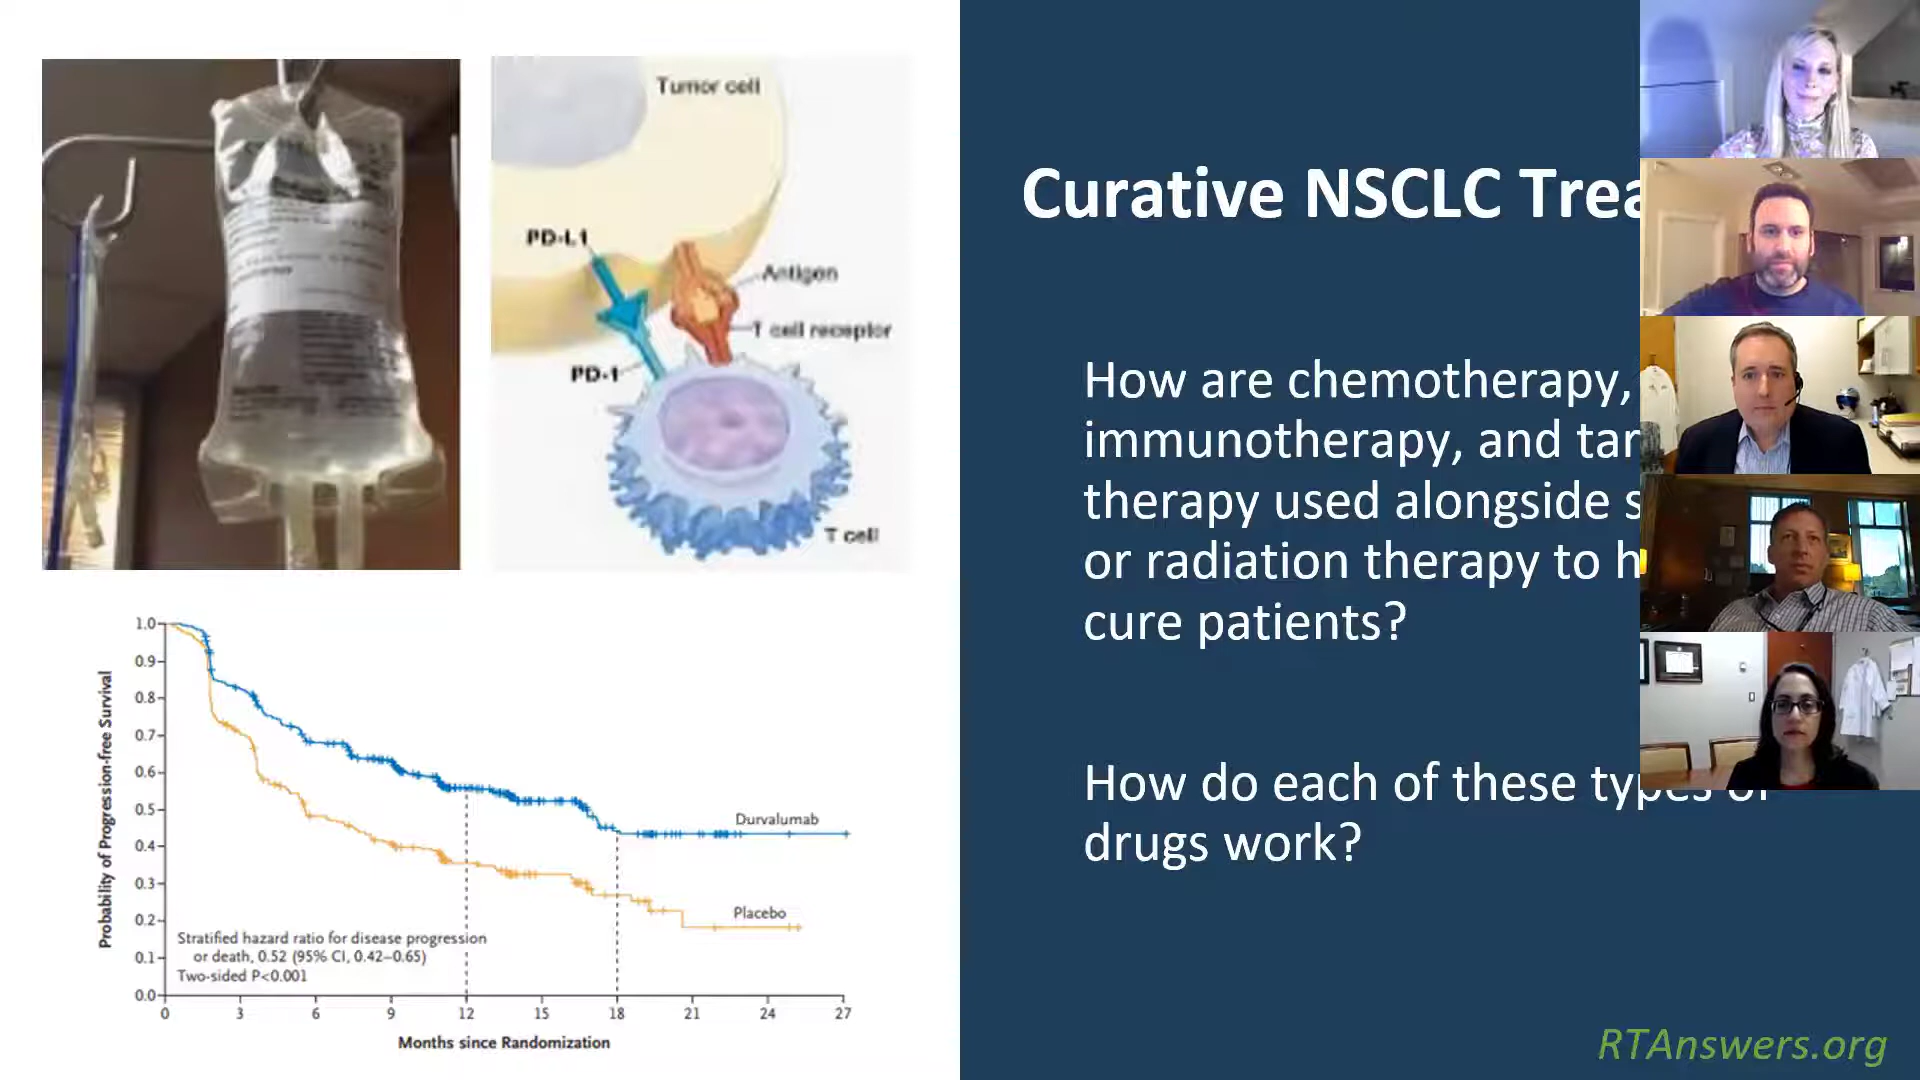 Tumor cell
PD-L1
Antigen
T cell receptor
PD-1
T cell
1.0
0.9
0.8
0.7
0.6
0.5
0.4
0.3
0.2
0.1
0.0
Probability of Progression-free Survival
Durvalumab
Placebo
Stratified hazard ratio for disease progression
or death, 0.52 (95% CI, 0.42–0.65)
Two-sided P<0.001
0 3 6 9 12 15 18 21 24 27
Months since Randomization
Curative NSCLC Trea
How are chemotherapy,
immunotherapy, and tar
therapy used alongside s
or radiation therapy to h
cure patients?
How do each of these types of
drugs work?
RTAnswers.org